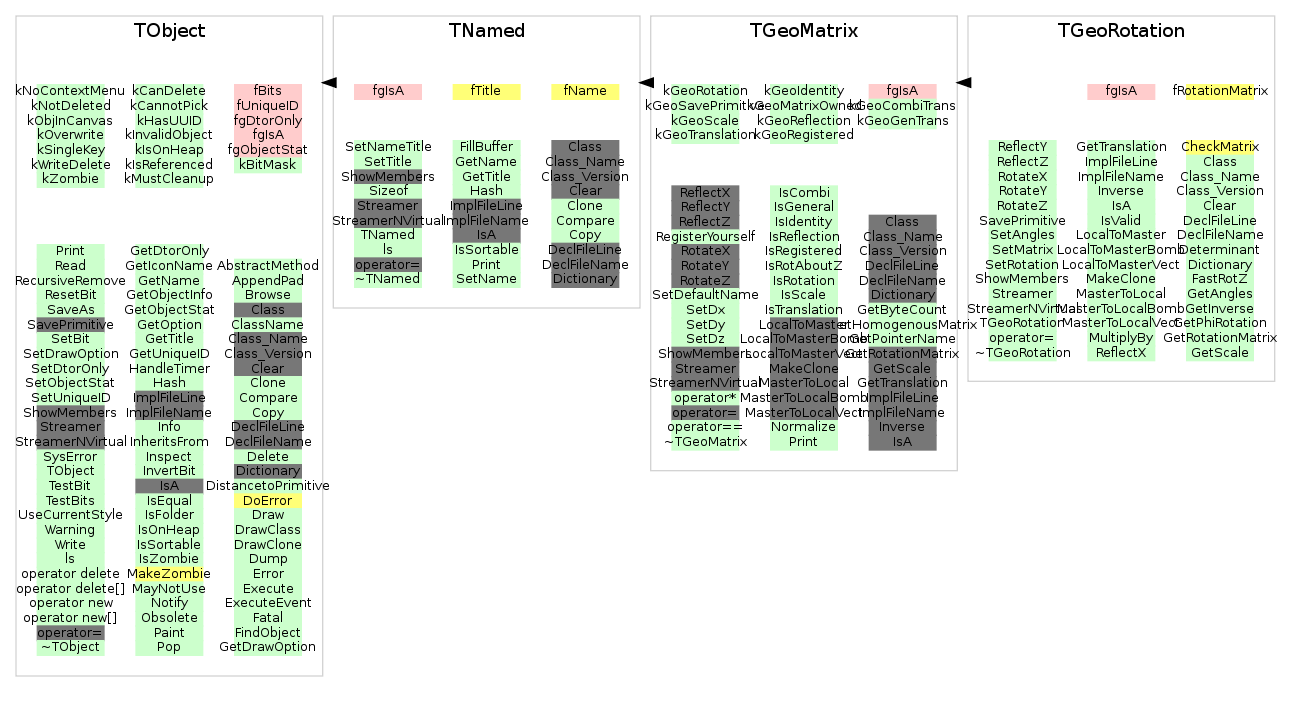 TObject
kNoContextMenu
kNotDeleted
kObjInCanvas
kOverwrite
kSingleKey
kWriteDelete
kZombie
kCanDelete
kCannotPick
kHasUUID
kInvalidObject
kIsOnHeap
kIsReferenced
kMustCleanup
fBits
fUniqueID
fgDtorOnly
fgIsA
fgObjectStat
kBitMask
Print
Read
RecursiveRemove
ResetBit
SaveAs
SavePrimitive
SetBit
SetDrawOption
SetDtorOnly
SetObjectStat
SetUniqueID
ShowMembers
Streamer
StreamerNVirtual
SysError
TObject
TestBit
TestBits
UseCurrentStyle
Warning
Write
ls
operator delete
operator delete[]
operator new
operator new[]
operator=
~TObject
GetDtorOnly
GetIconName
GetName
GetObjectInfo
GetObjectStat
GetOption
GetTitle
GetUniqueID
HandleTimer
Hash
ImplFileLine
ImplFileName
Info
InheritsFrom
Inspect
InvertBit
IsA
IsEqual
IsFolder
IsOnHeap
IsSortable
IsZombie
MakeZombie
MayNotUse
Notify
Obsolete
Paint
Pop
AbstractMethod
AppendPad
Browse
Class
ClassName
Class_Name
Class_Version
Clear
Clone
Compare
Copy
DeclFileLine
DeclFileName
Delete
Dictionary
DistancetoPrimitive
DoError
Draw
DrawClass
DrawClone
Dump
Error
Execute
ExecuteEvent
Fatal
FindObject
GetDrawOption
TNamed
fgIsA
fTitle
fName
SetNameTitle
SetTitle
ShowMembers
Sizeof
Streamer
StreamerNVirtual
TNamed
ls
operator=
~TNamed
FillBuffer
GetName
GetTitle
Hash
ImplFileLine
ImplFileName
IsA
IsSortable
Print
SetName
Class
Class_Name
Class_Version
Clear
Clone
Compare
Copy
DeclFileLine
DeclFileName
Dictionary
TGeoMatrix
kGeoRotation
kGeoSavePrimitive
kGeoScale
kGeoTranslation
kGeoIdentity
kGeoMatrixOwned
kGeoReflection
kGeoRegistered
fgIsA
kGeoCombiTrans
kGeoGenTrans
ReflectX
ReflectY
ReflectZ
RegisterYourself
RotateX
RotateY
RotateZ
SetDefaultName
SetDx
SetDy
SetDz
ShowMembers
Streamer
StreamerNVirtual
operator*
operator=
operator==
~TGeoMatrix
IsCombi
IsGeneral
IsIdentity
IsReflection
IsRegistered
IsRotAboutZ
IsRotation
IsScale
IsTranslation
LocalToMaster
LocalToMasterBomb
LocalToMasterVect
MakeClone
MasterToLocal
MasterToLocalBomb
MasterToLocalVect
Normalize
Print
Class
Class_Name
Class_Version
DeclFileLine
DeclFileName
Dictionary
GetByteCount
GetHomogenousMatrix
GetPointerName
GetRotationMatrix
GetScale
GetTranslation
ImplFileLine
ImplFileName
Inverse
IsA
TGeoRotation
fgIsA
fRotationMatrix
ReflectY
ReflectZ
RotateX
RotateY
RotateZ
SavePrimitive
SetAngles
SetMatrix
SetRotation
ShowMembers
Streamer
StreamerNVirtual
TGeoRotation
operator=
~TGeoRotation
GetTranslation
ImplFileLine
ImplFileName
Inverse
IsA
IsValid
LocalToMaster
LocalToMasterBomb
LocalToMasterVect
MakeClone
MasterToLocal
MasterToLocalBomb
MasterToLocalVect
MultiplyBy
ReflectX
CheckMatrix
Class
Class_Name
Class_Version
Clear
DeclFileLine
DeclFileName
Determinant
Dictionary
FastRotZ
GetAngles
GetInverse
GetPhiRotation
GetRotationMatrix
GetScale